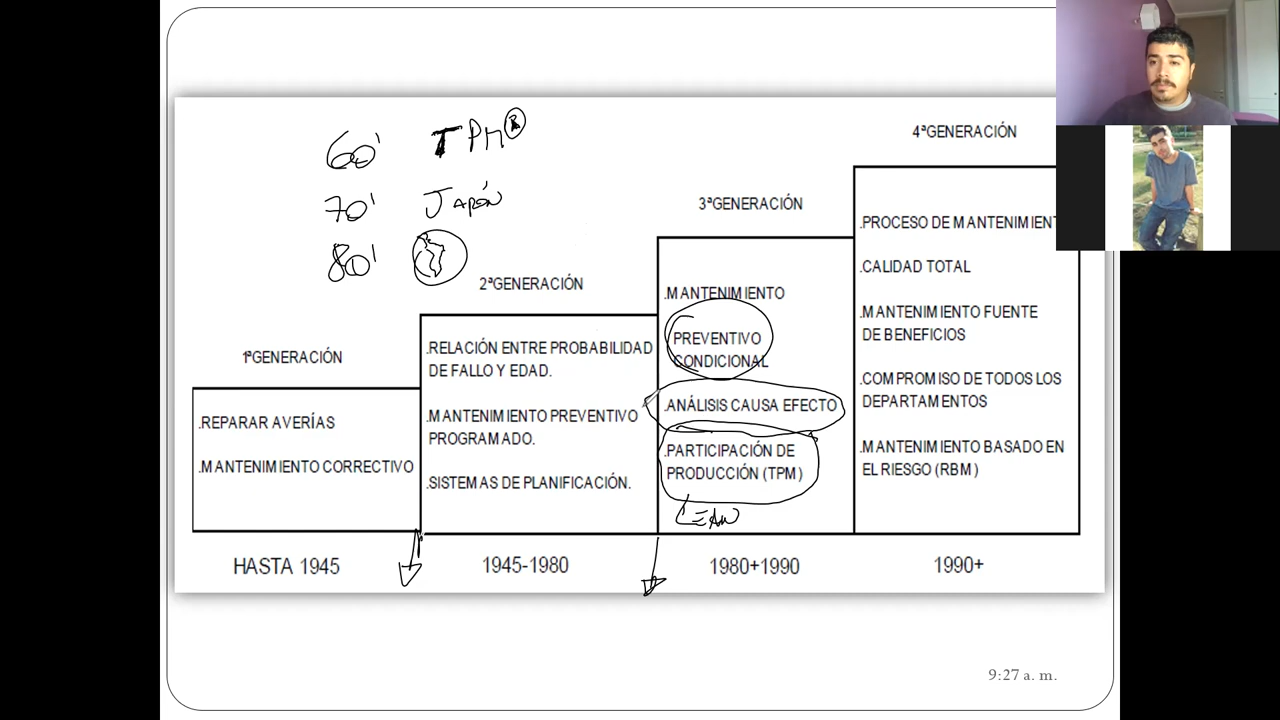 60' TPM®
70' Japón
80'
1ªGENERACIÓN
.REPARAR AVERÍAS
.MANTENIMIENTO CORRECTIVO
HASTA 1945
2ªGENERACIÓN
.RELACIÓN ENTRE PROBABILIDAD
DE FALLO Y EDAD.
.MANTENIMIENTO PREVENTIVO
PROGRAMADO.
.SISTEMAS DE PLANIFICACIÓN.
1945-1980
3ªGENERACIÓN
.MANTENIMIENTO
PREVENTIVO
CONDICIONAL
.ANÁLISIS CAUSA EFECTO
.PARTICIPACIÓN DE
PRODUCCIÓN (TPM)
LEAN
1980+1990
4ªGENERACIÓN
.PROCESO DE MANTENIMIENT
.CALIDAD TOTAL
.MANTENIMIENTO FUENTE
DE BENEFICIOS
.COMPROMISO DE TODOS LOS
DEPARTAMENTOS
.MANTENIMIENTO BASADO EN
EL RIESGO (RBM)
1990+
9:27 a. m.